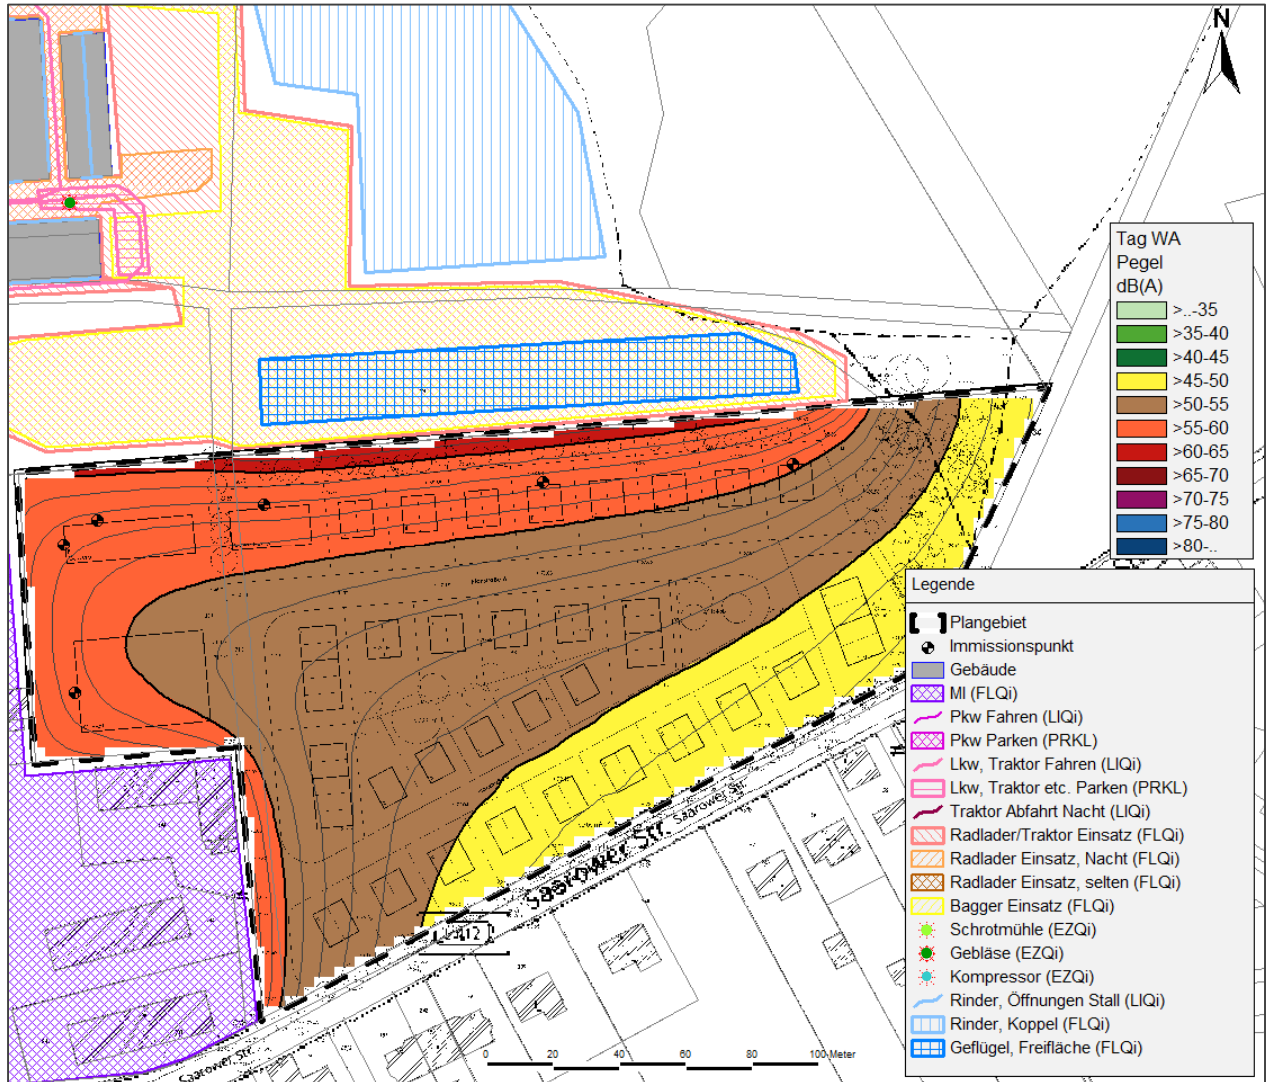 N
Tag WA
Pegel
dB(A)
>..-35
>35-40
>40-45
>45-50
>50-55
>55-60
>60-65
>65-70
>70-75
>75-80
>80-..
Legende
Plangebiet
Immissionspunkt
Gebäude
MI (FLQi)
Pkw Fahren (LIQi)
Pkw Parken (PRKL)
Lkw, Traktor Fahren (LIQi)
Lkw, Traktor etc. Parken (PRKL)
Traktor Abfahrt Nacht (LIQi)
Radlader/Traktor Einsatz (FLQi)
Radlader Einsatz, Nacht (FLQi)
Radlader Einsatz, selten (FLQi)
Bagger Einsatz (FLQi)
Schrotmühle (EZQi)
Gebläse (EZQi)
Kompressor (EZQi)
Rinder, Öffnungen Stall (LIQi)
Rinder, Koppel (FLQi)
Geflügel, Freifläche (FLQi)
Saarower Str.
Saarower Str.
Saarower Str.
0 20 40 60 80 100 Meter